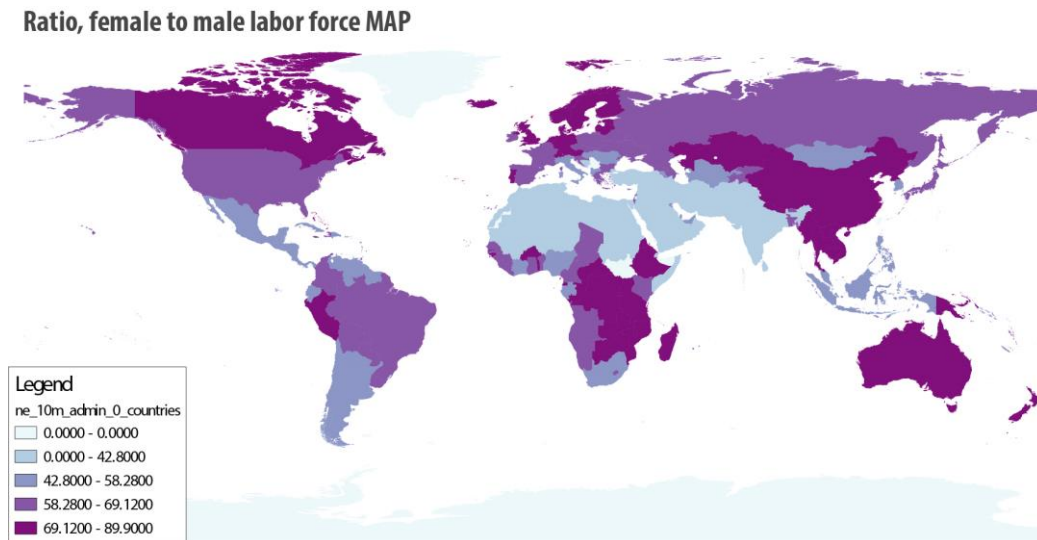 Ratio, female to male labor force MAP
Legend
ne_10m_admin_0_countries
0.0000 - 0.0000
0.0000 - 42.8000
42.8000 - 58.2800
58.2800 - 69.1200
69.1200 - 89.9000